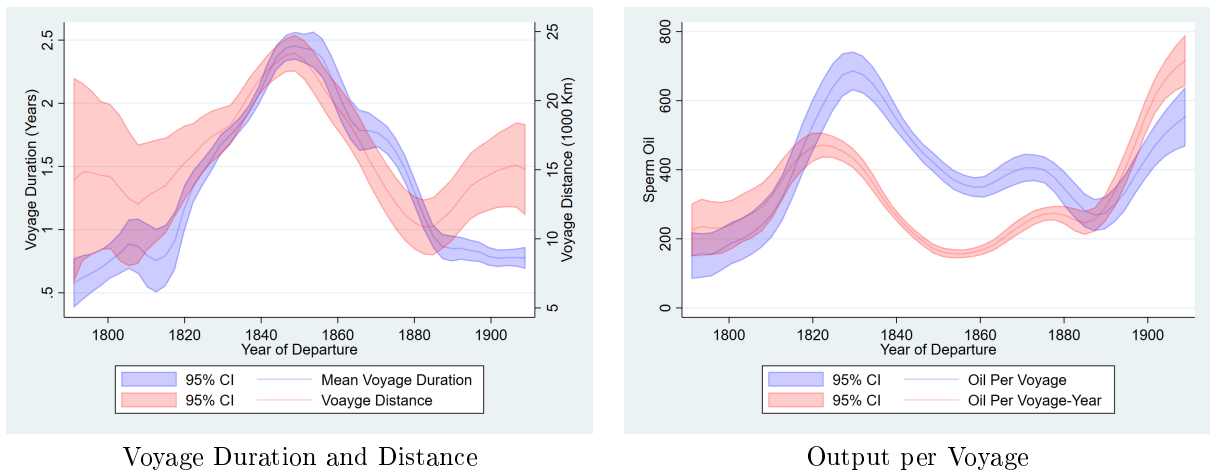 Voyage Duration (Years)
2.5
2
1.5
1
.5
Voyage Distance (1000 Km)
25
20
15
10
5
1800 1820 1840 1860 1880 1900
Year of Departure
95% CI Mean Voyage Duration
95% CI Voayge Distance
Voyage Duration and Distance
Sperm Oil
800
600
400
200
0
1800 1820 1840 1860 1880 1900
Year of Departure
95% CI Oil Per Voyage
95% CI Oil Per Voyage-Year
Output per Voyage